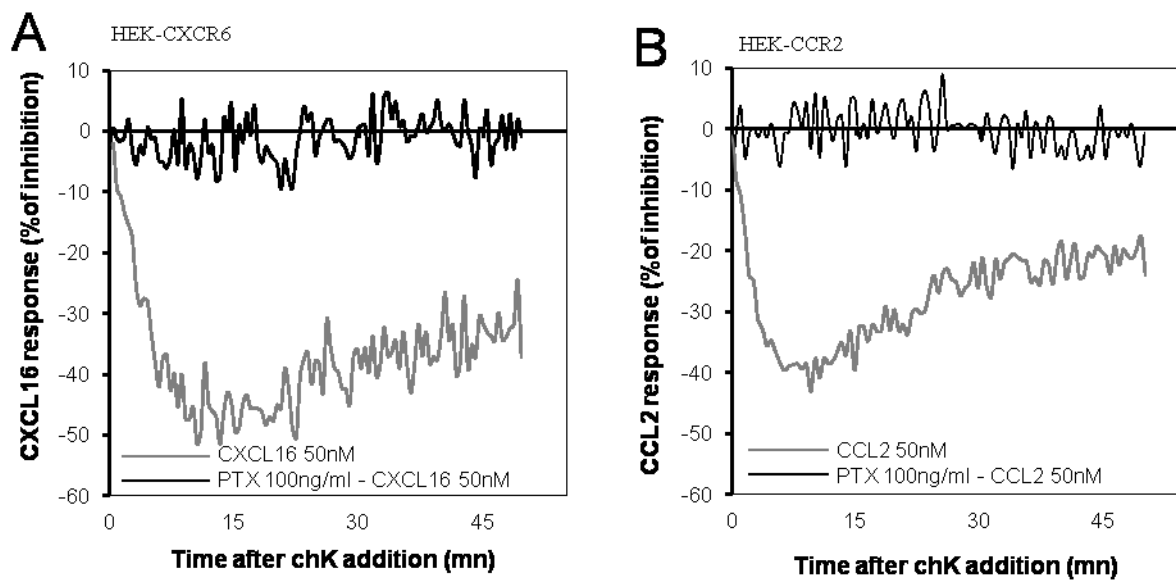 A
HEK-CXCR6
CXCL16 response (%of inhibition)
10
0
-10
-20
-30
-40
-50
-60
CXCL16 50nM
PTX 100ng/ml - CXCL16 50nM
0
15
30
45
Time after chK addition (mn)
B
HEK-CCR2
CCL2 response (%of inhibition)
10
0
-10
-20
-30
-40
-50
-60
CCL2 50nM
PTX 100ng/ml - CCL2 50nM
0
15
30
45
Time after chK addition (mn)